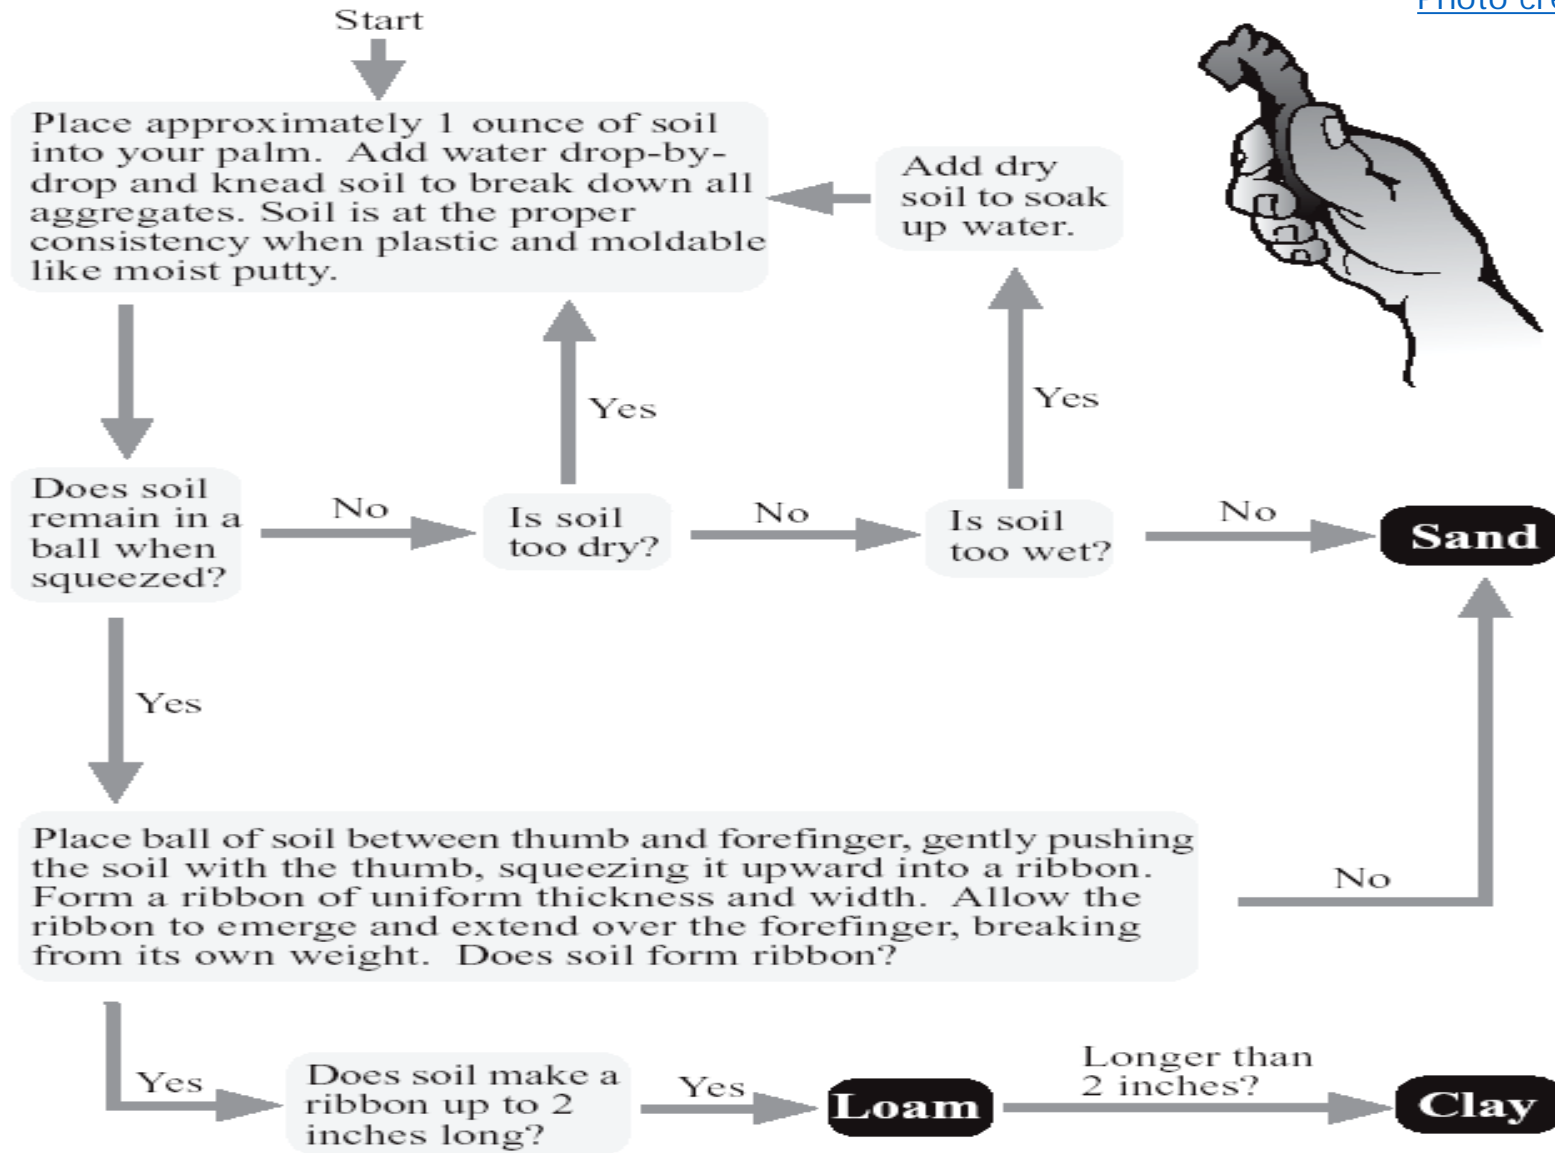 Photo cre
Start
Place approximately 1 ounce of soil
into your palm. Add water drop-by-
drop and knead soil to break down all
aggregates. Soil is at the proper
consistency when plastic and moldable
like moist putty.
Add dry
soil to soak
up water.
Yes
Yes
Does soil
remain in a
ball when
squeezed?
No
Is soil
too dry?
No
Is soil
too wet?
No
Sand
Yes
Place ball of soil between thumb and forefinger, gently pushing
the soil with the thumb, squeezing it upward into a ribbon.
Form a ribbon of uniform thickness and width. Allow the
ribbon to emerge and extend over the forefinger, breaking
from its own weight. Does soil form ribbon?
No
Yes
Does soil make a
ribbon up to 2
inches long?
Yes
Loam
Longer than
2 inches?
Clay